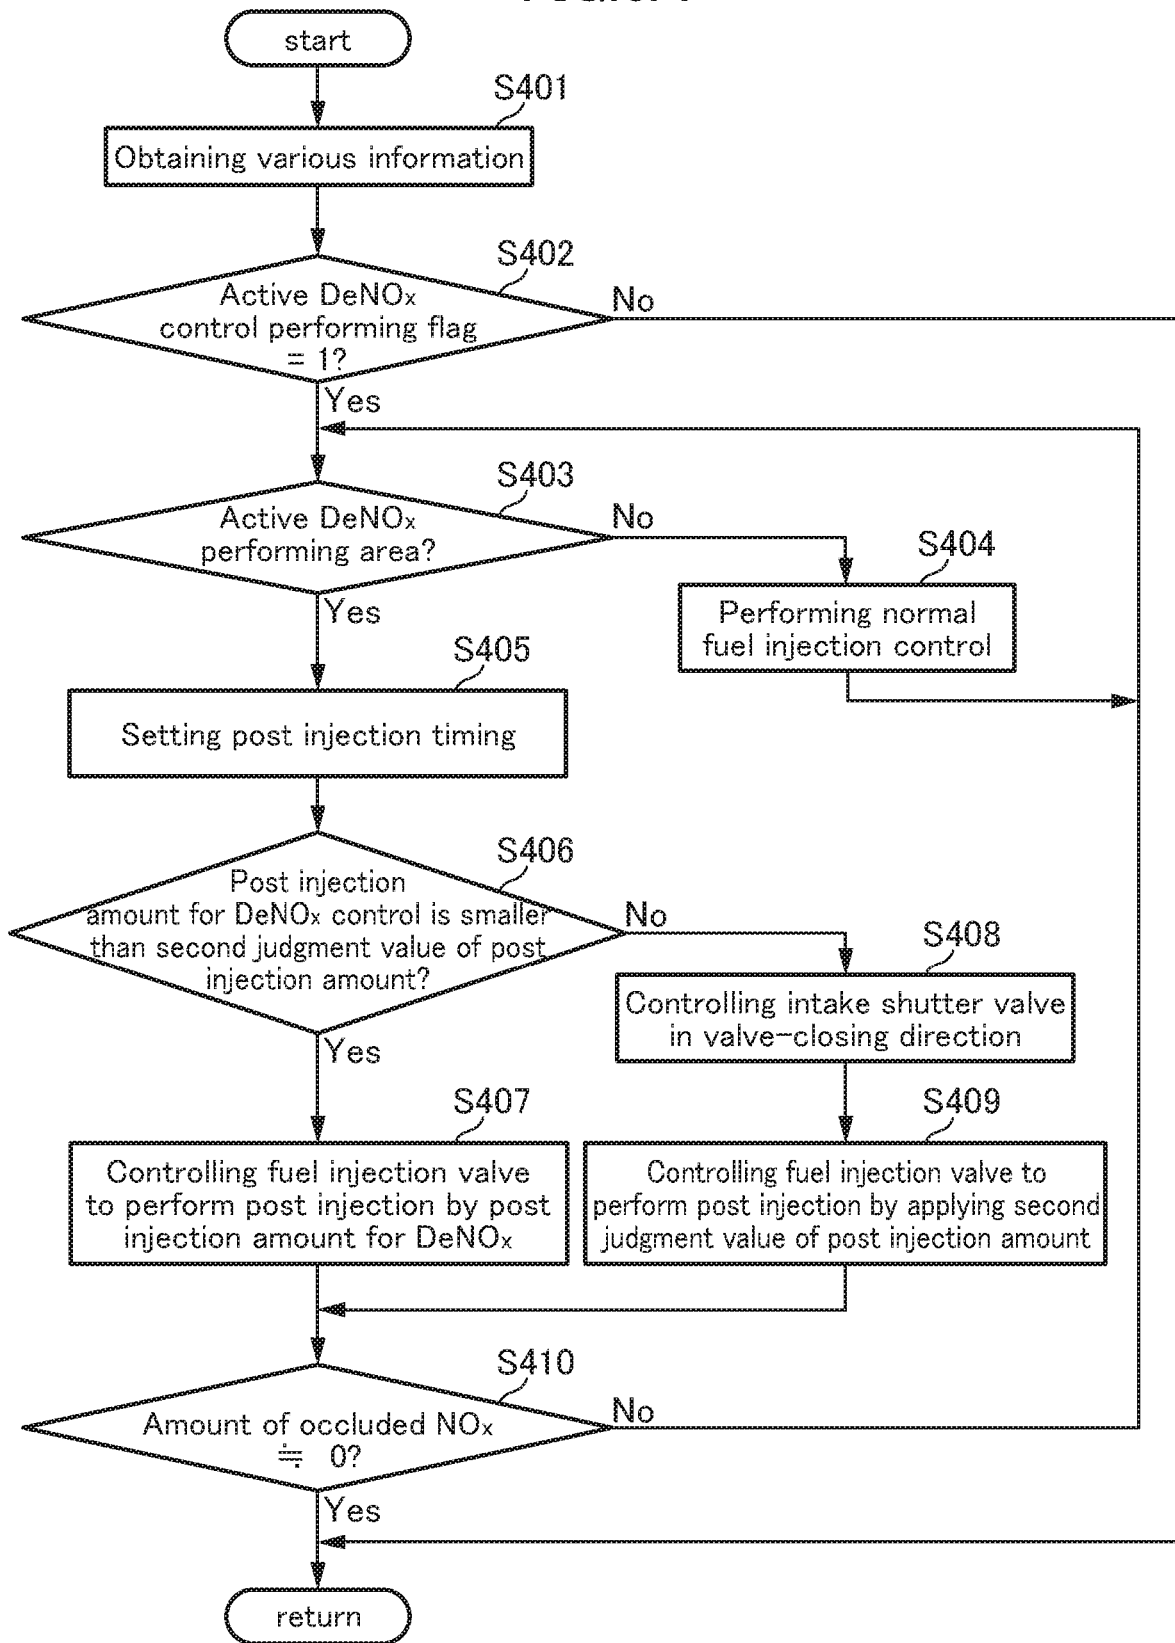 start
S401
Obtaining various information
S402
Active DeNOx
control performing flag
= 1?
No
Yes
S403
Active DeNOx
performing area?
No
S404
Performing normal
fuel injection control
Yes
S405
Setting post injection timing
S406
Post injection
amount for DeNOx control is smaller
than second judgment value of post
injection amount?
No
S408
Controlling intake shutter valve
in valve-closing direction
Yes
S407
Controlling fuel injection valve
to perform post injection by post
injection amount for DeNOx
S409
Controlling fuel injection valve to
perform post injection by applying second
judgment value of post injection amount
S410
Amount of occluded NOx
≒ 0?
No
Yes
return